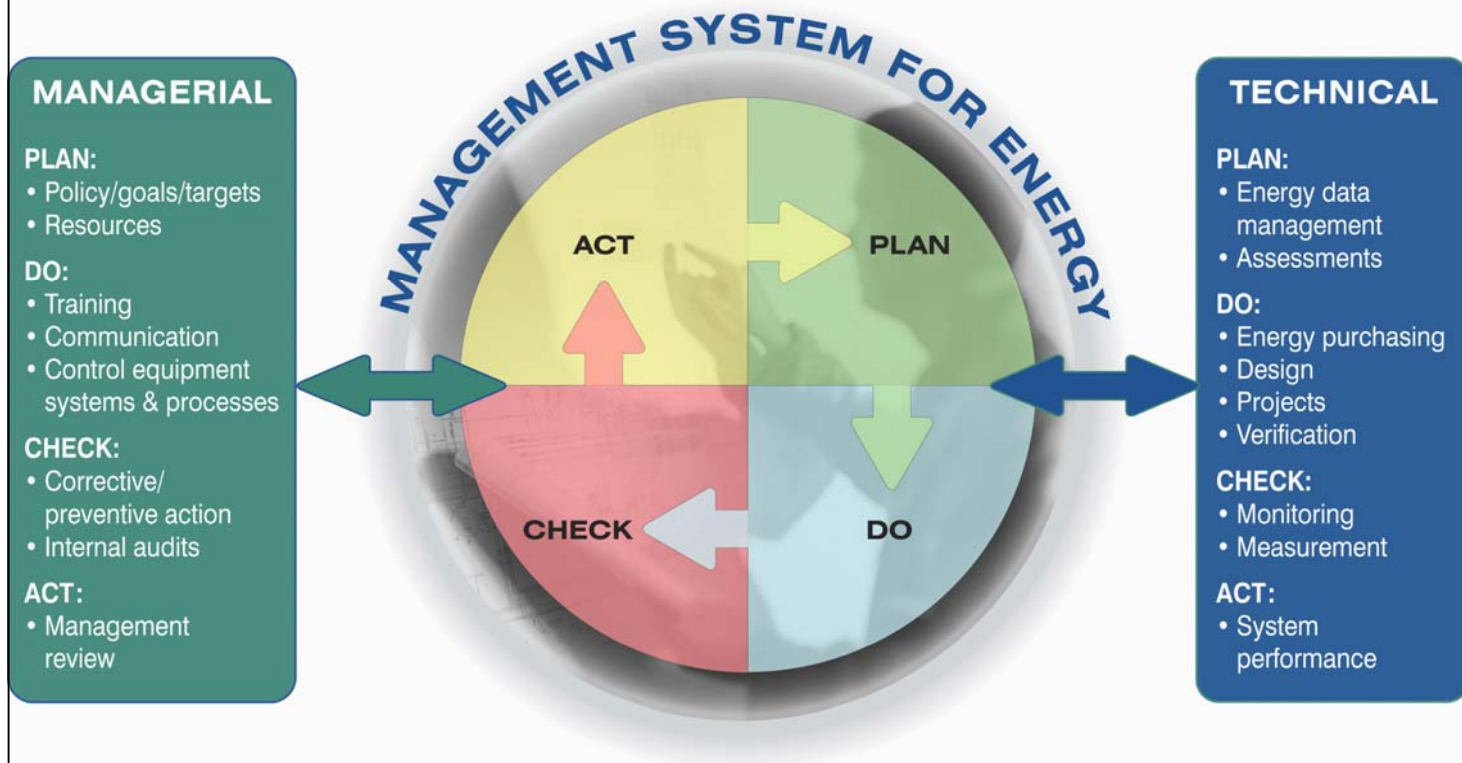 MANAGEMENT SYSTEM FOR ENERGY
MANAGERIAL
PLAN:
• Policy/goals/targets
• Resources
DO:
• Training
• Communication
• Control equipment
systems & processes
CHECK:
• Corrective/
preventive action
• Internal audits
ACT:
• Management
review
ACT
PLAN
CHECK
DO
TECHNICAL
PLAN:
• Energy data
management
• Assessments
DO:
• Energy purchasing
• Design
• Projects
• Verification
CHECK:
• Monitoring
• Measurement
ACT:
• System
performance